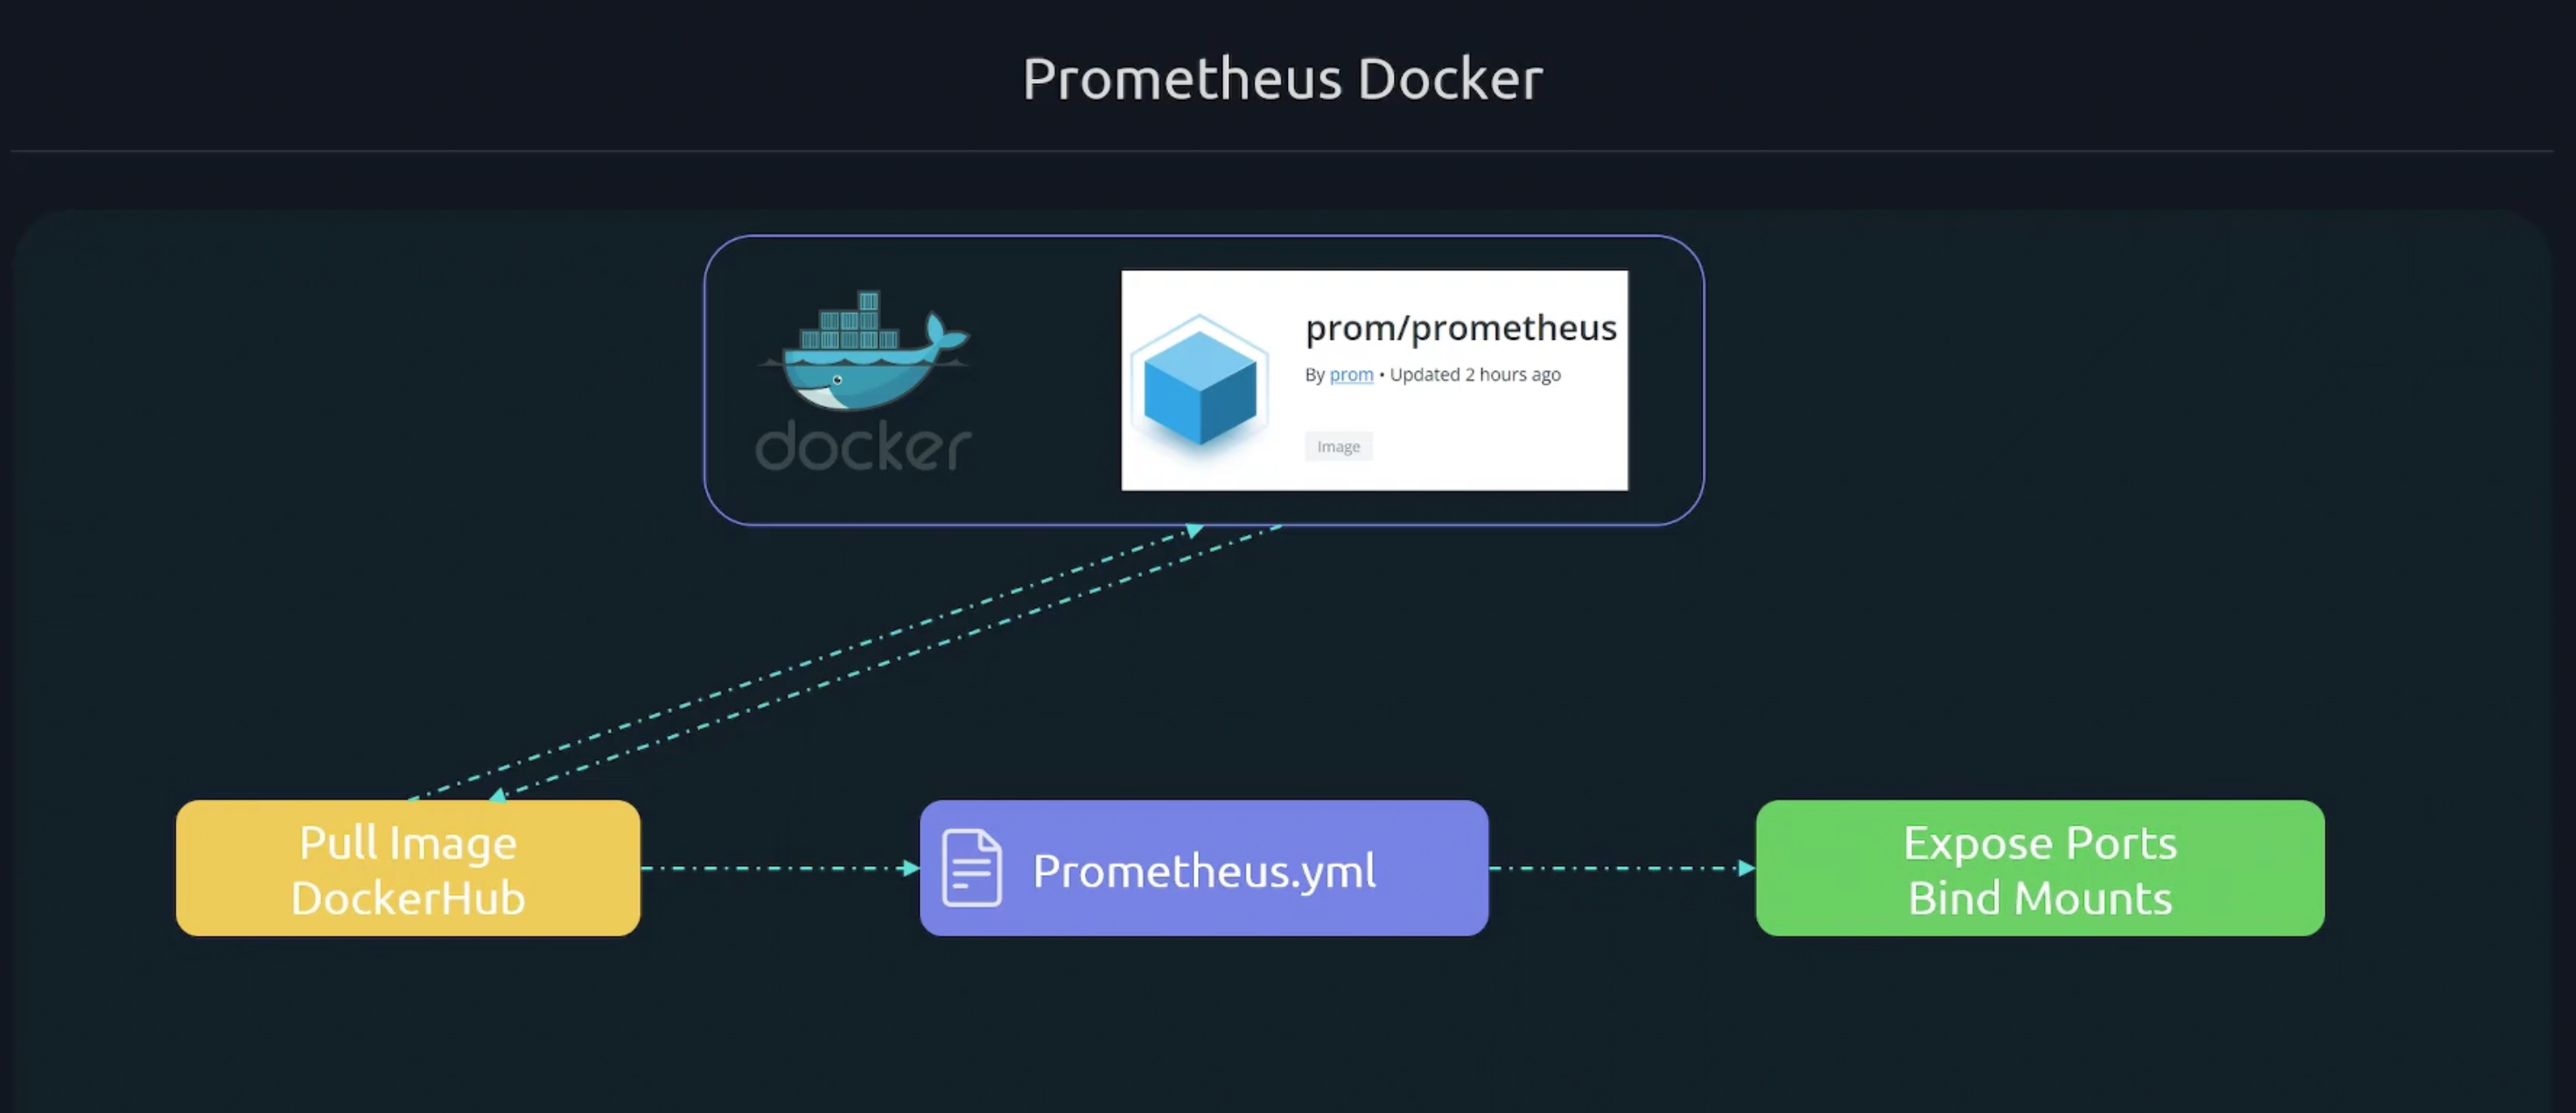 Prometheus Docker
docker
prom/prometheus
By prom • Updated 2 hours ago
Image
Pull Image
DockerHub
Prometheus.yml
Expose Ports
Bind Mounts